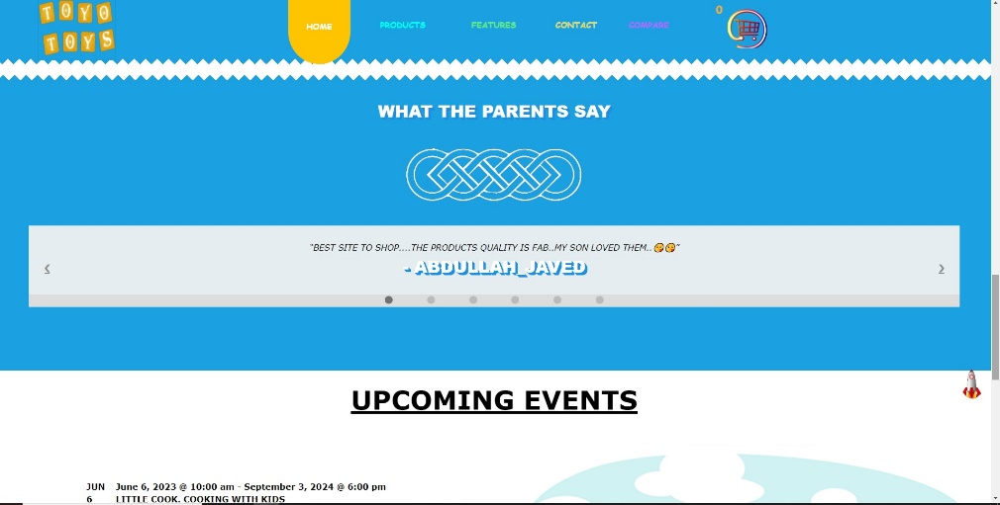 TOYO
TOYS
HOME
PRODUCTS
FEATURES
CONTACT
COMPARE
0
WHAT THE PARENTS SAY
"BEST SITE TO SHOP....THE PRODUCTS QUALITY IS FAB..MY SON LOVED THEM..😋😋"
- ABDULLAH_JAVED
UPCOMING EVENTS
JUN June 6, 2023 @ 10:00 am - September 3, 2024 @ 6:00 pm
6 LITTLE COOK. COOKING WITH KIDS